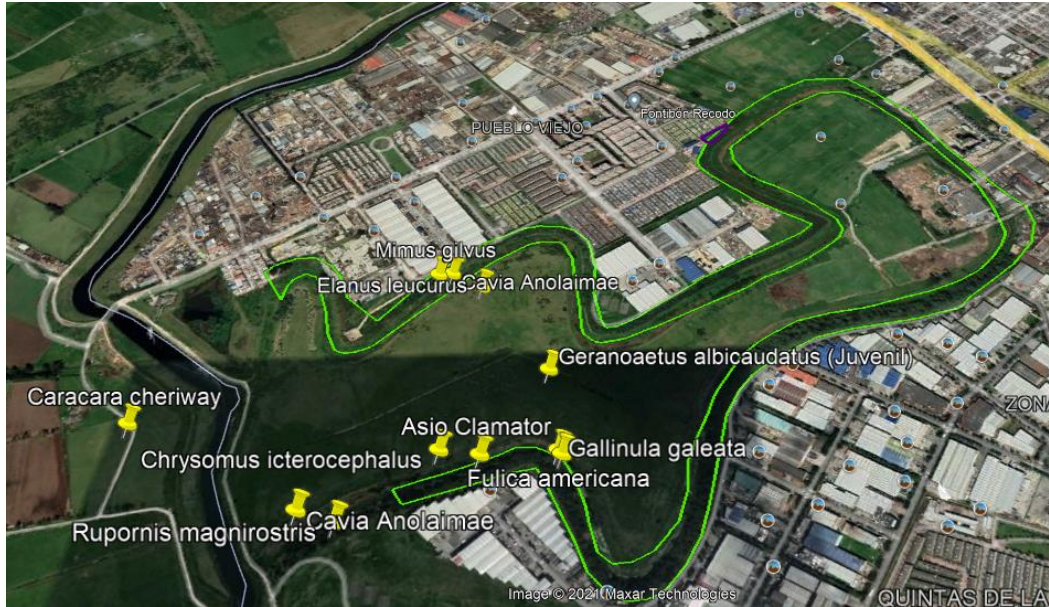 PUEBLO VIEJO
Fontibón Recodo
Mimus gilvus
Elanus leucurus
Cavia Anolaimae
Geranoaetus albicaudatus (Juvenil)
Caracara cheriway
ZONA
Asio Clamator
Chrysomus icterocephalus
Gallinula galeata
Fulica americana
Rupornis magnirostris
Cavia Anolaimae
Image © 2021 Maxar Technologies
QUINTAS DE LA